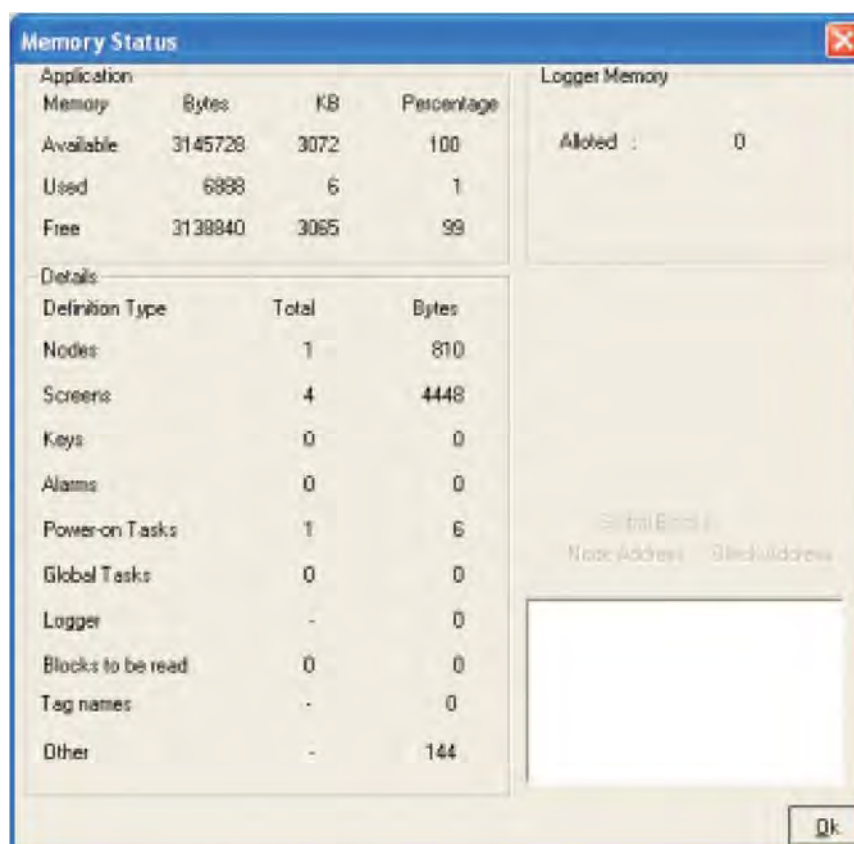 Memory Status
Application
Memory Bytes KB Percentage
Available 3145728 3072 100
Used 6888 6 1
Free 3138840 3065 99
Logger Memory
Alloted : 0
Details
Definition Type Total Bytes
Nodes 1 810
Screens 4 4448
Keys 0 0
Alarms 0 0
Power-on Tasks 1 6
Global Tasks 0 0
Logger - 0
Blocks to be read 0 0
Tag names - 0
Other - 144
Node Address Block Address
Ok